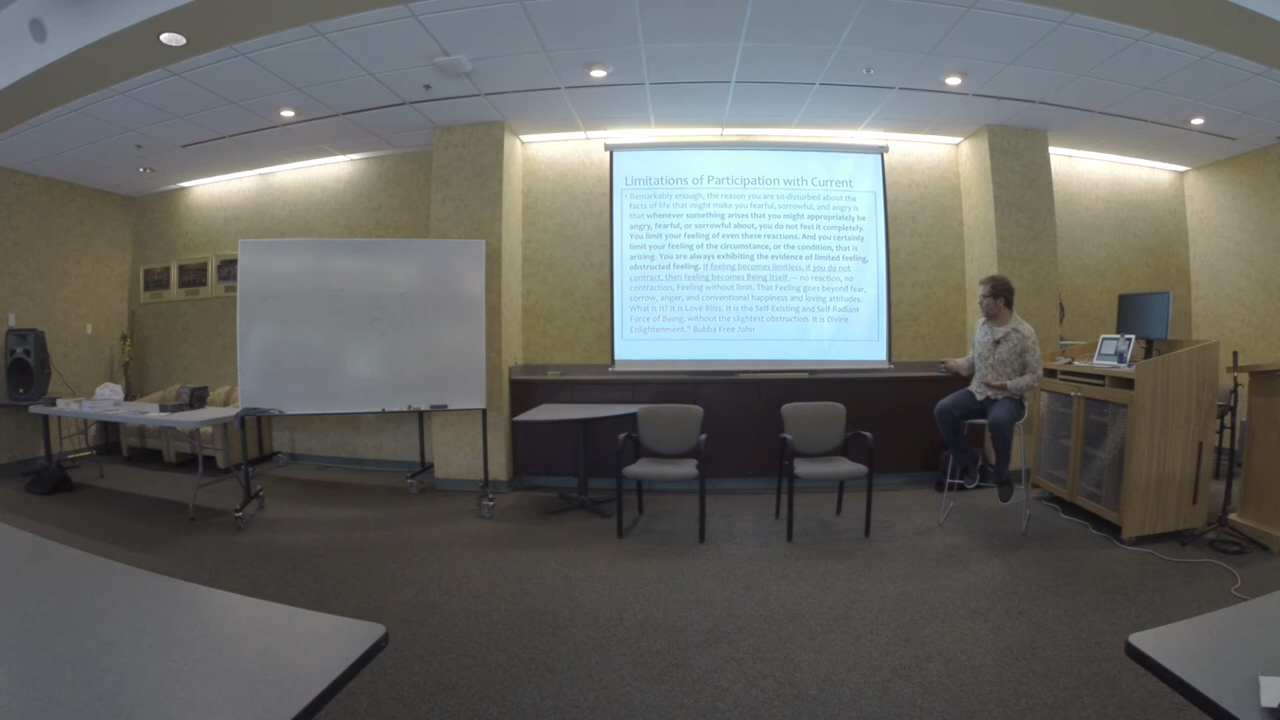 Limitations of Participation with Current
• Remarkably enough, the reason you are so disturbed about the
facts of life that might make you fearful, sorrowful, and angry is
that whenever something arises that you might appropriately be
angry, fearful, or sorrowful about, you do not feel it completely.
You limit your feeling of even these reactions. And you certainly
limit your feeling of the circumstance, or the condition, that is
arising. You are always exhibiting the evidence of limited feeling,
obstructed feeling. If feeling becomes limitless, if you do not
contract, then feeling becomes Being Itself — no reaction, no
contraction, Feeling without limit. That Feeling goes beyond fear,
sorrow, anger, and conventional happiness and loving attitudes.
What is it? It is Love-Bliss. It is the Self-Existing and Self-Radiant
Force of Being, without the slightest obstruction. It is Divine
Enlightenment." Bubba Free John